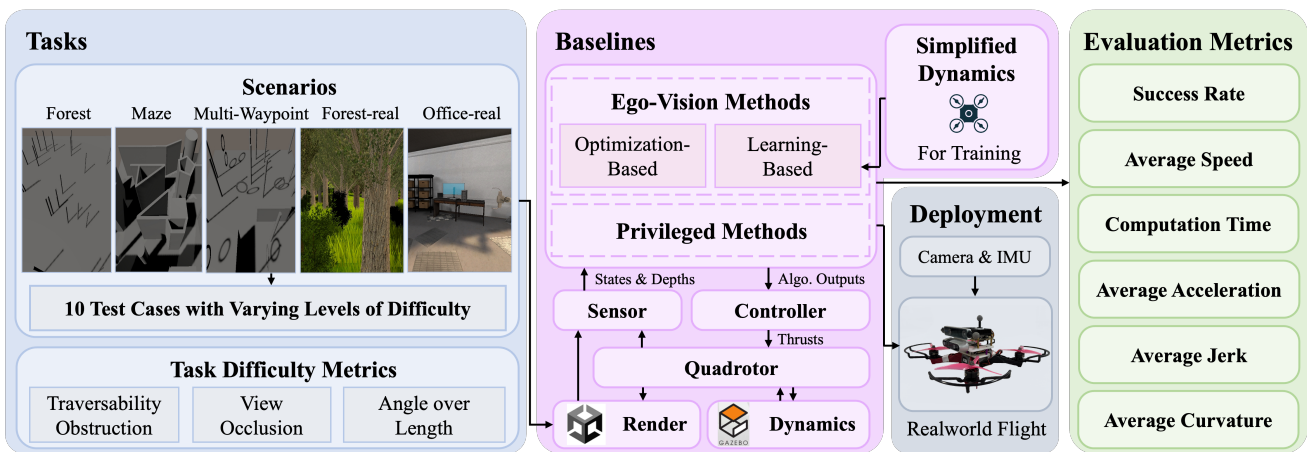 Tasks
Scenarios
Forest
Maze
Multi-Waypoint
Forest-real
Office-real
10 Test Cases with Varying Levels of Difficulty
Task Difficulty Metrics
Traversability
Obstruction
View
Occlusion
Angle over
Length
Baselines
Ego-Vision Methods
Optimization-
Based
Learning-
Based
Privileged Methods
States & Depths
Algo. Outputs
Sensor
Controller
Thrusts
Quadrotor
Render
GAZEBO
Dynamics
Simplified
Dynamics
For Training
Deployment
Camera & IMU
Realworld Flight
Evaluation Metrics
Success Rate
Average Speed
Computation Time
Average Acceleration
Average Jerk
Average Curvature